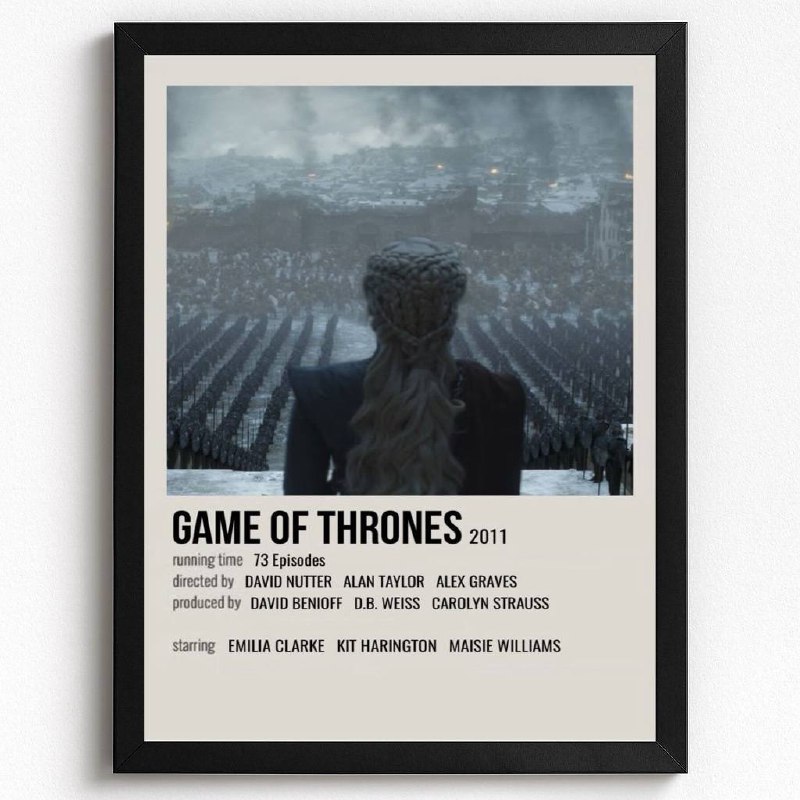 GAME OF THRONES 2011
running time 73 Episodes
directed by DAVID NUTTER ALAN TAYLOR ALEX GRAVES
produced by DAVID BENIOFF D.B. WEISS CAROLYN STRAUSS
starring EMILIA CLARKE KIT HARINGTON MAISIE WILLIAMS